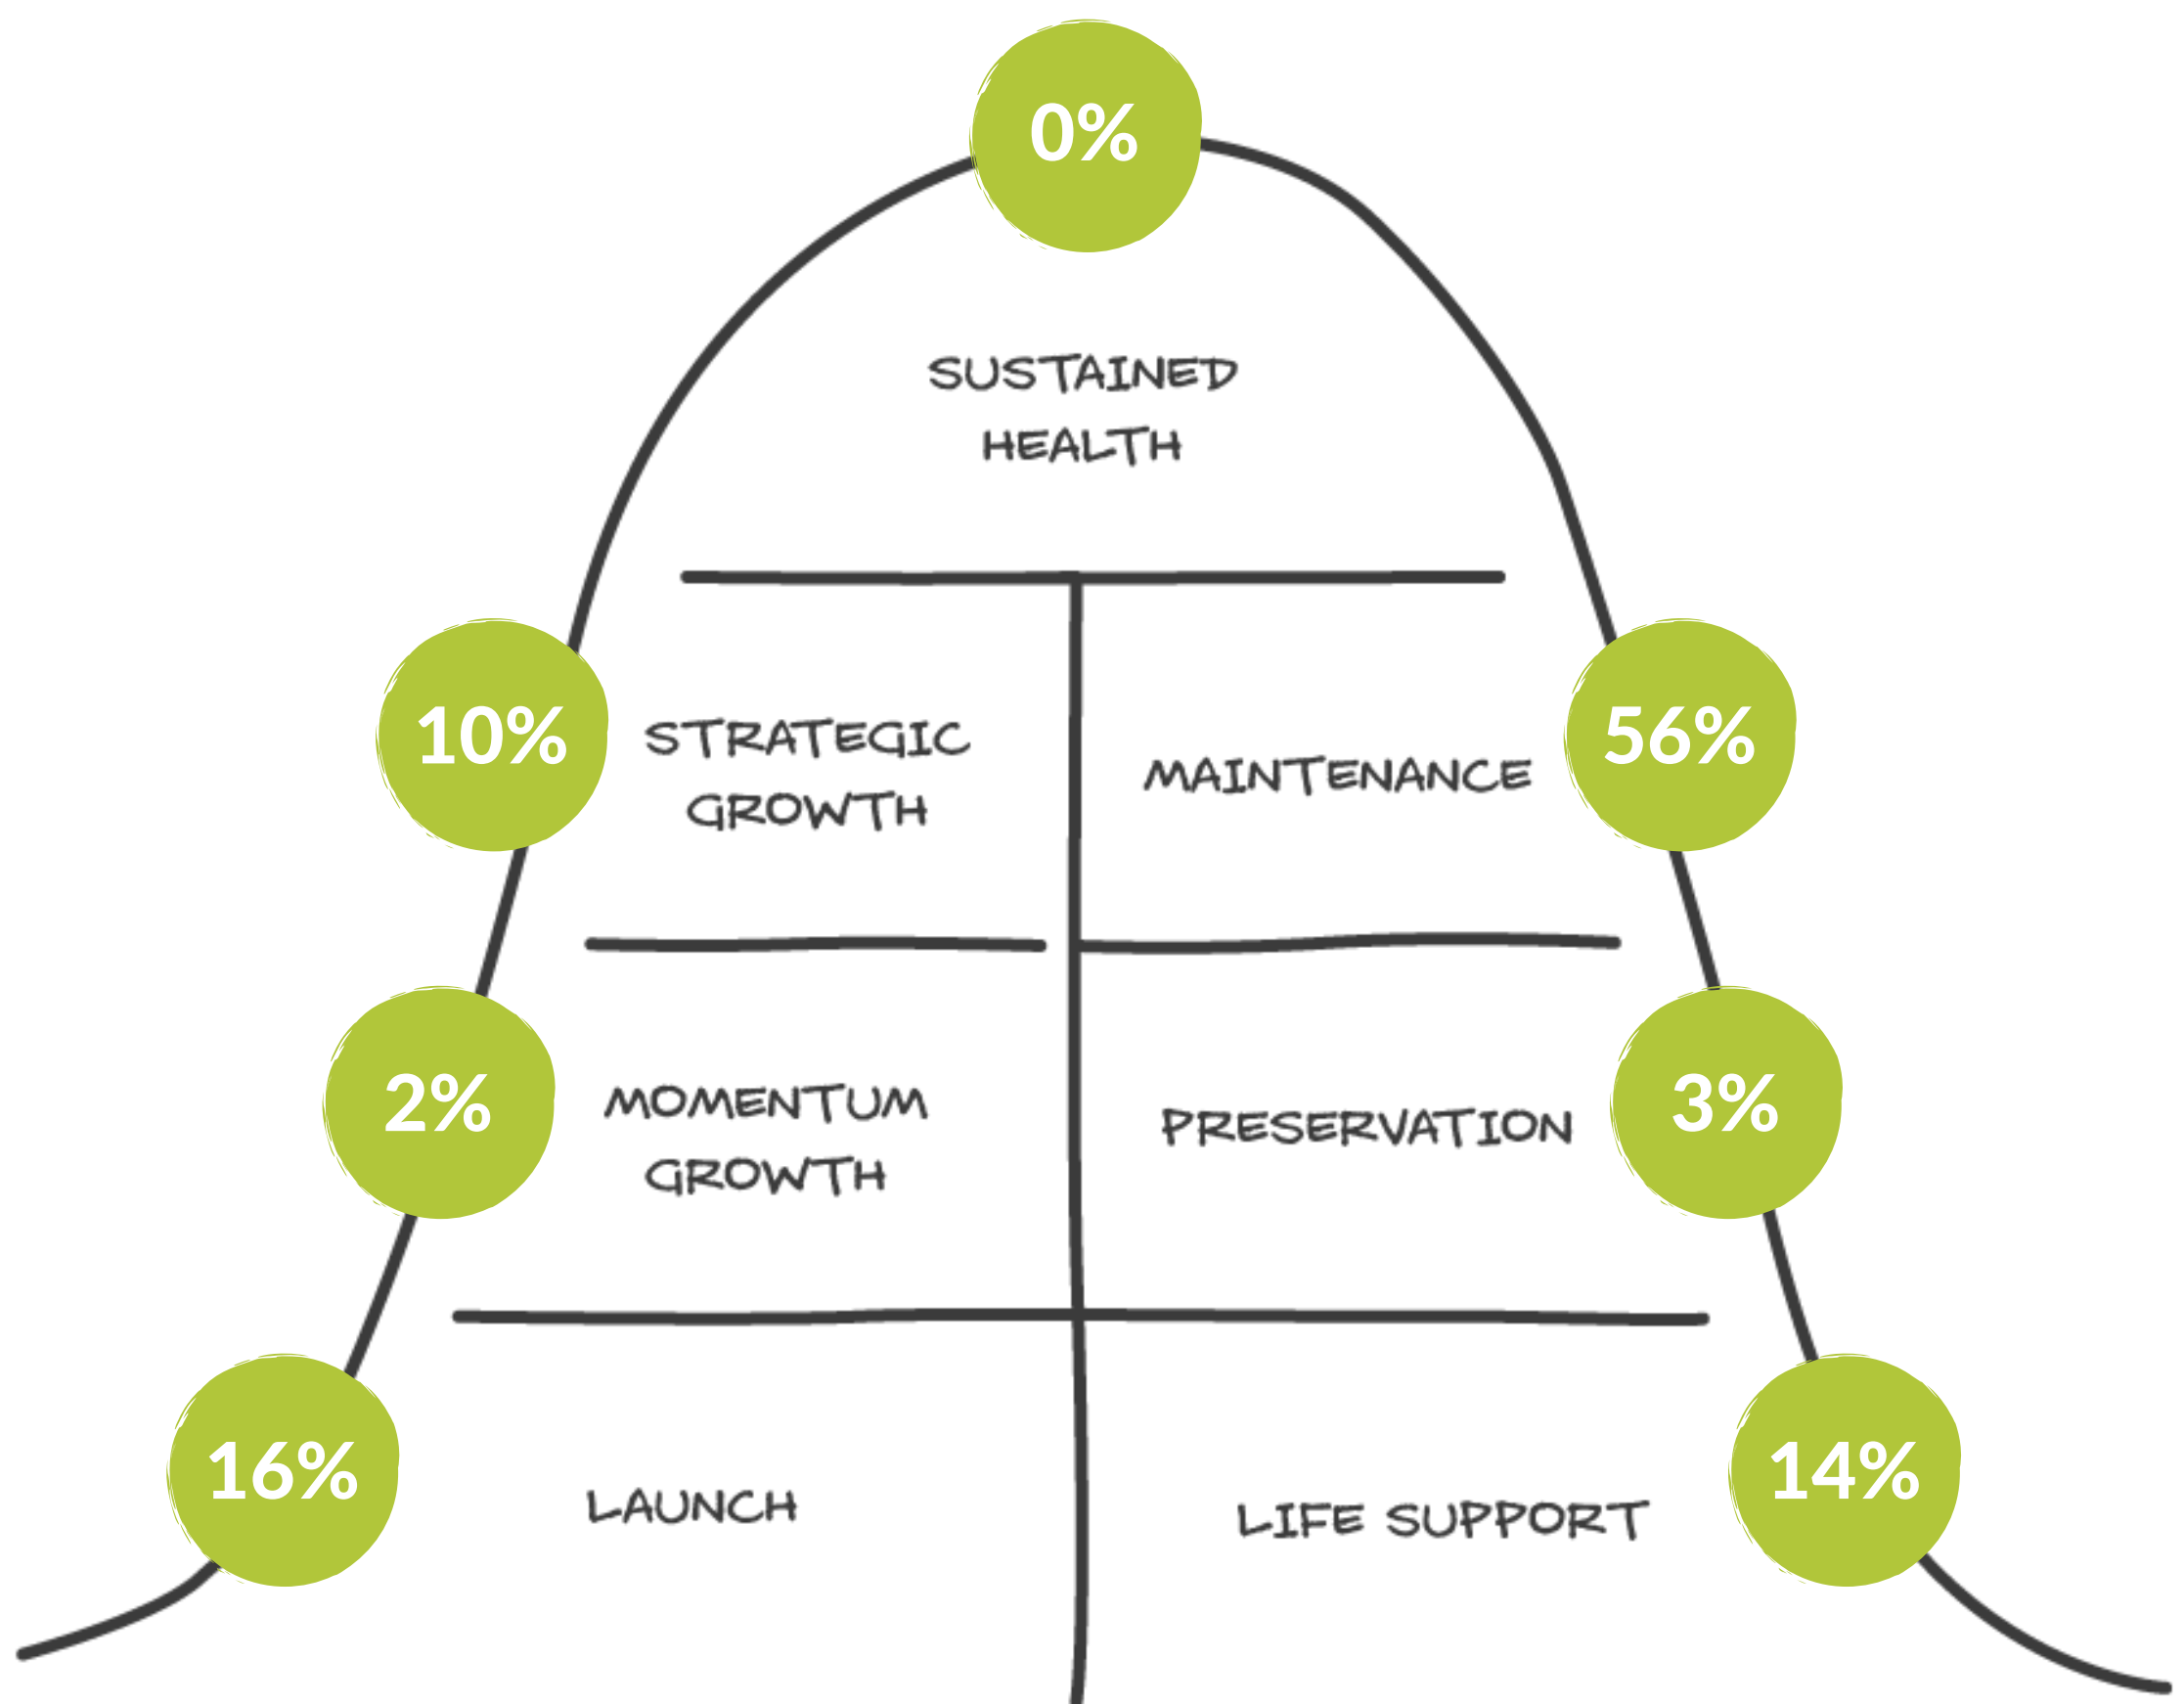 0%
SUSTAINED
HEALTH
10%
STRATEGIC
GROWTH
MAINTENANCE
56%
2%
MOMENTUM
GROWTH
PRESERVATION
3%
16%
LAUNCH
LIFE SUPPORT
14%